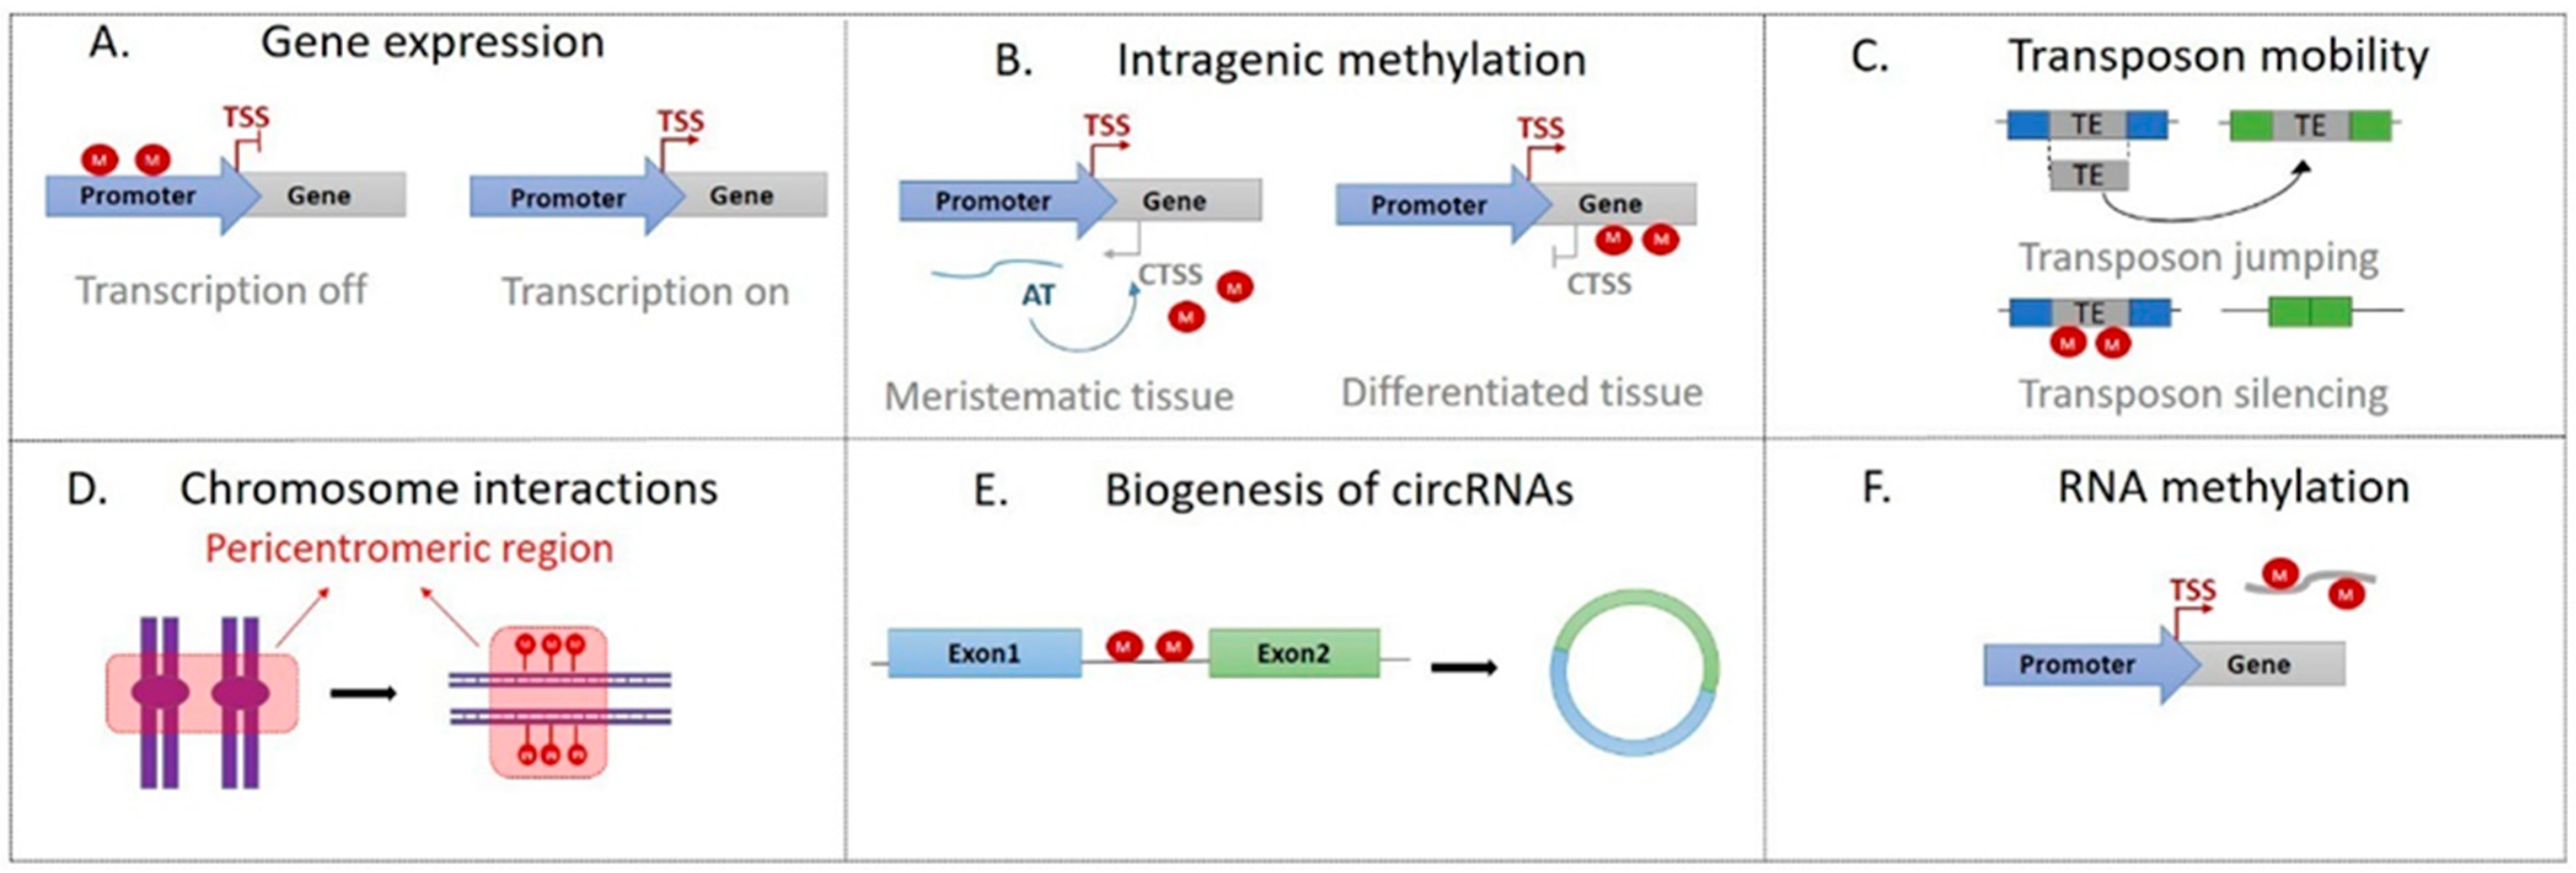 A. Gene expression
TSS
M M
Promoter Gene
Transcription off
TSS
Promoter Gene
Transcription on
B. Intragenic methylation
TSS
Promoter Gene
CTSS
AT
M
M
Meristematic tissue
TSS
Promoter Gene
M M
CTSS
Differentiated tissue
C. Transposon mobility
TE TE
TE
Transposon jumping
TE
M M
Transposon silencing
D. Chromosome interactions
Pericentromeric region
M M M
E. Biogenesis of circRNAs
Exon1 M M Exon2
F. RNA methylation
M
M
TSS
Promoter Gene